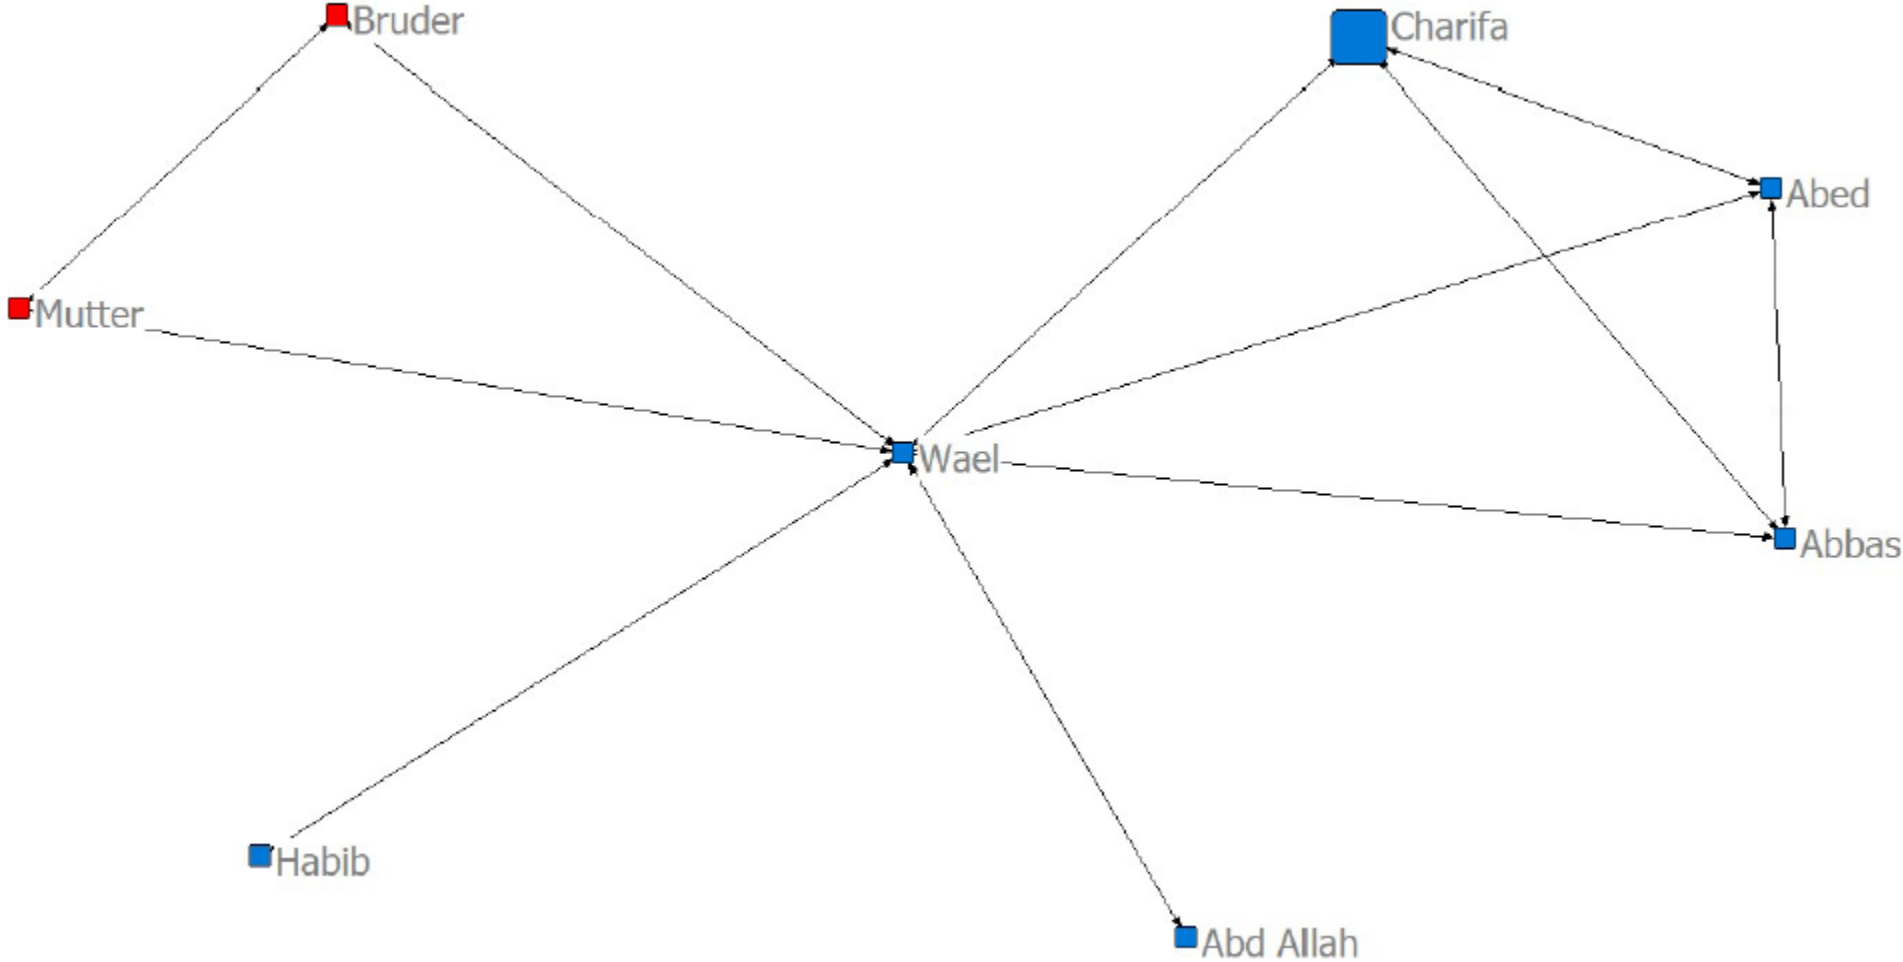 Bruder
Charifa
Abed
Mutter
Wael
Abbas
Habib
Abd Allah